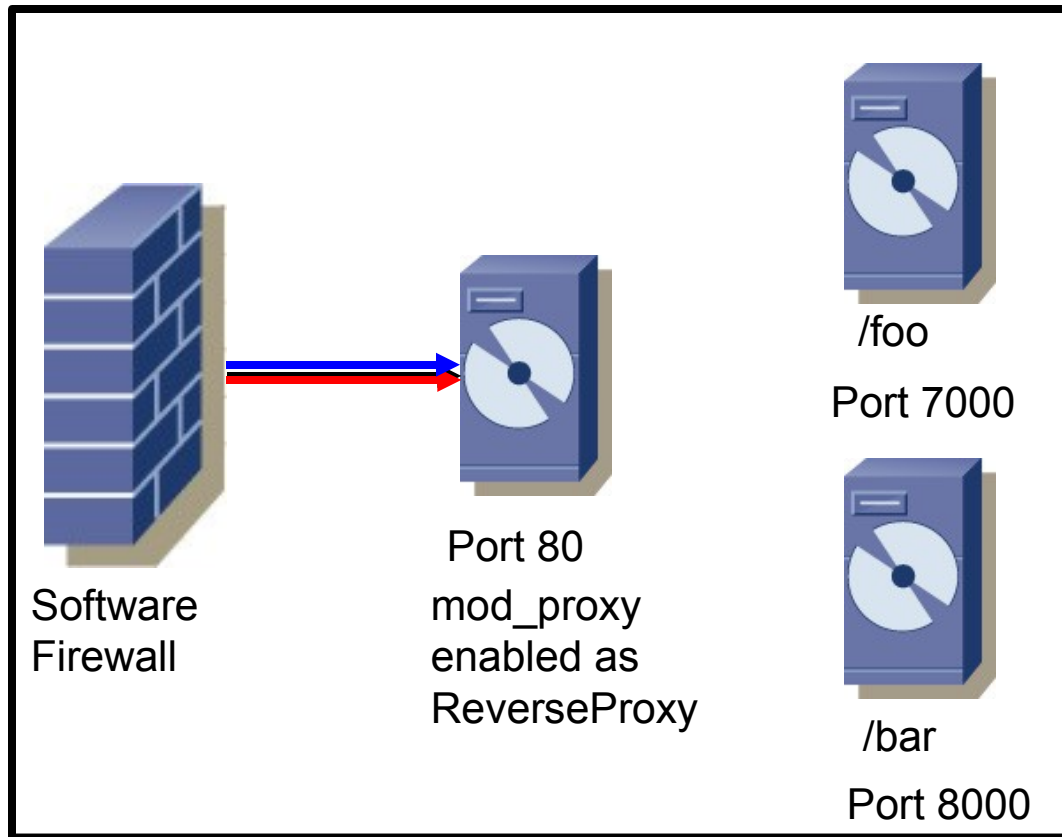 /foo
Port 7000
Port 80
Software
Firewall
mod_proxy
enabled as
ReverseProxy
/bar
Port 8000